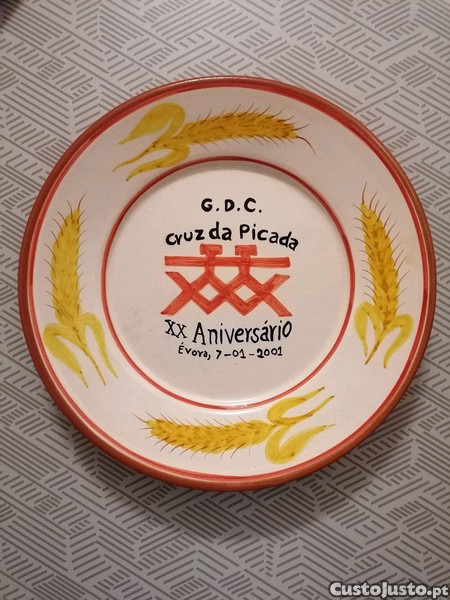 G.D.C.
Cruz da Picada
XX Aniversário
Évora, 7-01-2001
CustoJusto.pt